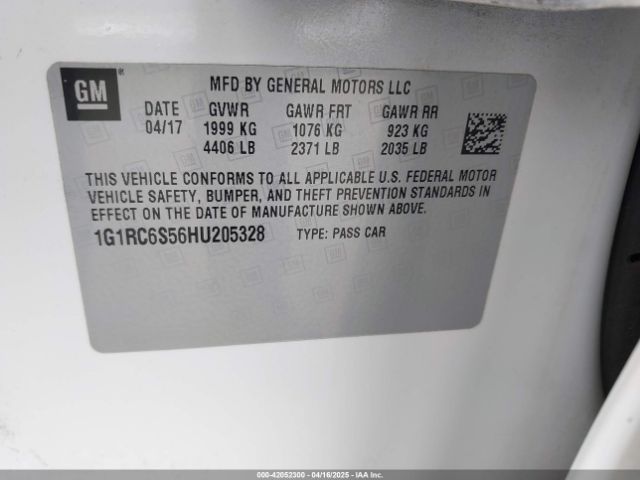 GM
MFD BY GENERAL MOTORS LLC
DATE GVWR GAWR FRT GAWR RR
04/17 1999 KG 1076 KG 923 KG
4406 LB 2371 LB 2035 LB
THIS VEHICLE CONFORMS TO ALL APPLICABLE U.S. FEDERAL MOTOR
VEHICLE SAFETY, BUMPER, AND THEFT PREVENTION STANDARDS IN
EFFECT ON THE DATE OF MANUFACTURE SHOWN ABOVE.
1G1RC6S56HU205328 TYPE: PASS CAR
000-42052300 - 04/16/2025 - IAAI.COM